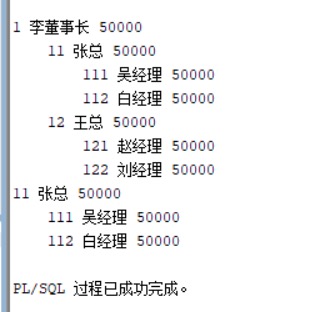 1 李董事长 50000
11 张总 50000
111 吴经理 50000
112 白经理 50000
12 王总 50000
121 赵经理 50000
122 刘经理 50000
11 张总 50000
111 吴经理 50000
112 白经理 50000
PL/SQL 过程已成功完成。